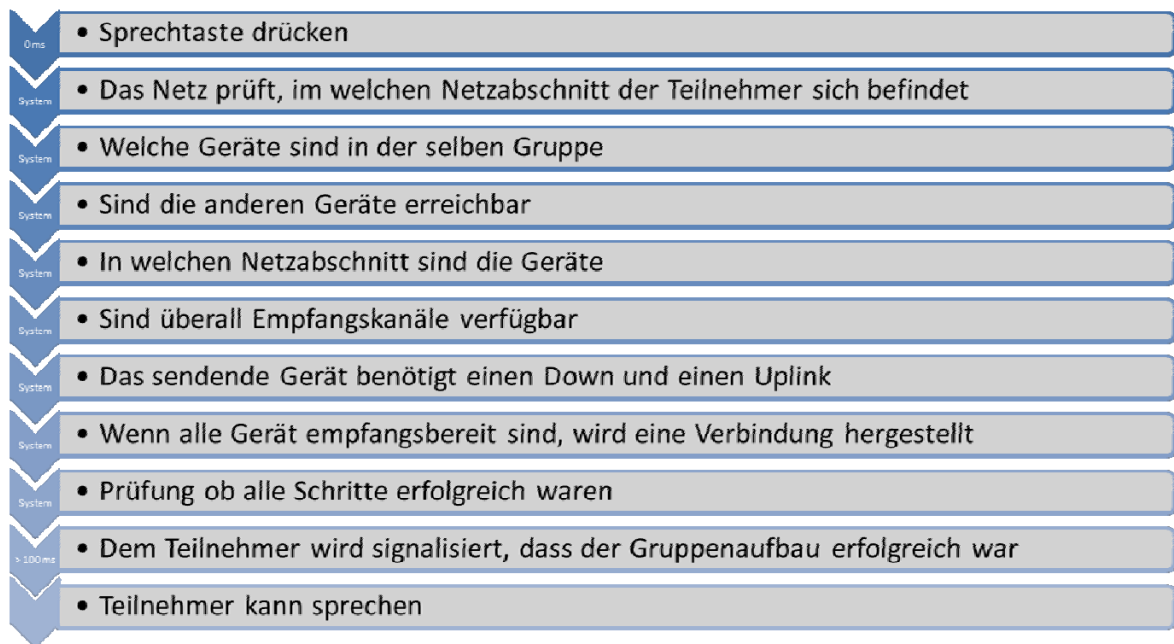 0ms
• Sprechtaste drücken
System
• Das Netz prüft, im welchen Netzabschnitt der Teilnehmer sich befindet
System
• Welche Geräte sind in der selben Gruppe
System
• Sind die anderen Geräte erreichbar
System
• In welchen Netzabschnitt sind die Geräte
System
• Sind überall Empfangskanäle verfügbar
System
• Das sendende Gerät benötigt einen Down und einen Uplink
System
• Wenn alle Gerät empfangsbereit sind, wird eine Verbindung hergestellt
System
• Prüfung ob alle Schritte erfolgreich waren
> 100ms
• Dem Teilnehmer wird signalisiert, dass der Gruppenaufbau erfolgreich war
• Teilnehmer kann sprechen